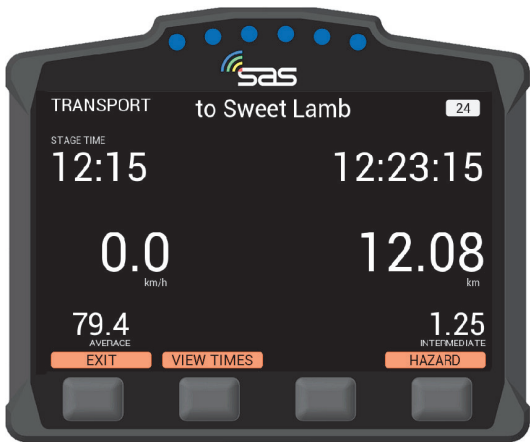 sas
TRANSPORT to Sweet Lamb 24
STAGE TIME
12:15 12:23:15
0.0 12.08
km/h km
79.4 1.25
AVERAGE INTERMEDIATE
EXIT VIEW TIMES HAZARD